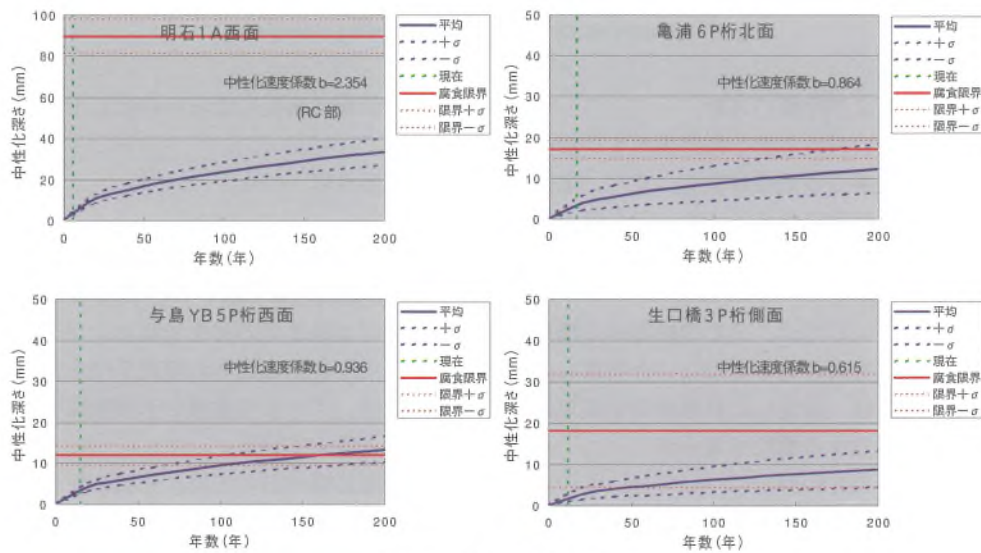 明石1A西面
中性化速度係数 b=2.354
(RC部)
中性化深さ(mm)
100
80
60
40
20
0
0 50 100 150 200
年数(年)
平均
+σ
-σ
現在
腐食限界
限界+σ
限界-σ
亀浦6P桁北面
中性化速度係数 b=0.864
中性化深さ(mm)
50
40
30
20
10
0
0 50 100 150 200
年数(年)
平均
+σ
-σ
現在
腐食限界
限界+σ
限界-σ
与島YB5P桁西面
中性化速度係数 b=0.936
中性化深さ(mm)
50
40
30
20
10
0
0 50 100 150 200
年数(年)
平均
+σ
-σ
現在
腐食限界
限界+σ
限界-σ
生口橋3P桁側面
中性化速度係数 b=0.615
中性化深さ(mm)
50
40
30
20
10
0
0 50 100 150 200
年数(年)
平均
+σ
-σ
現在
腐食限界
限界+σ
限界-σ